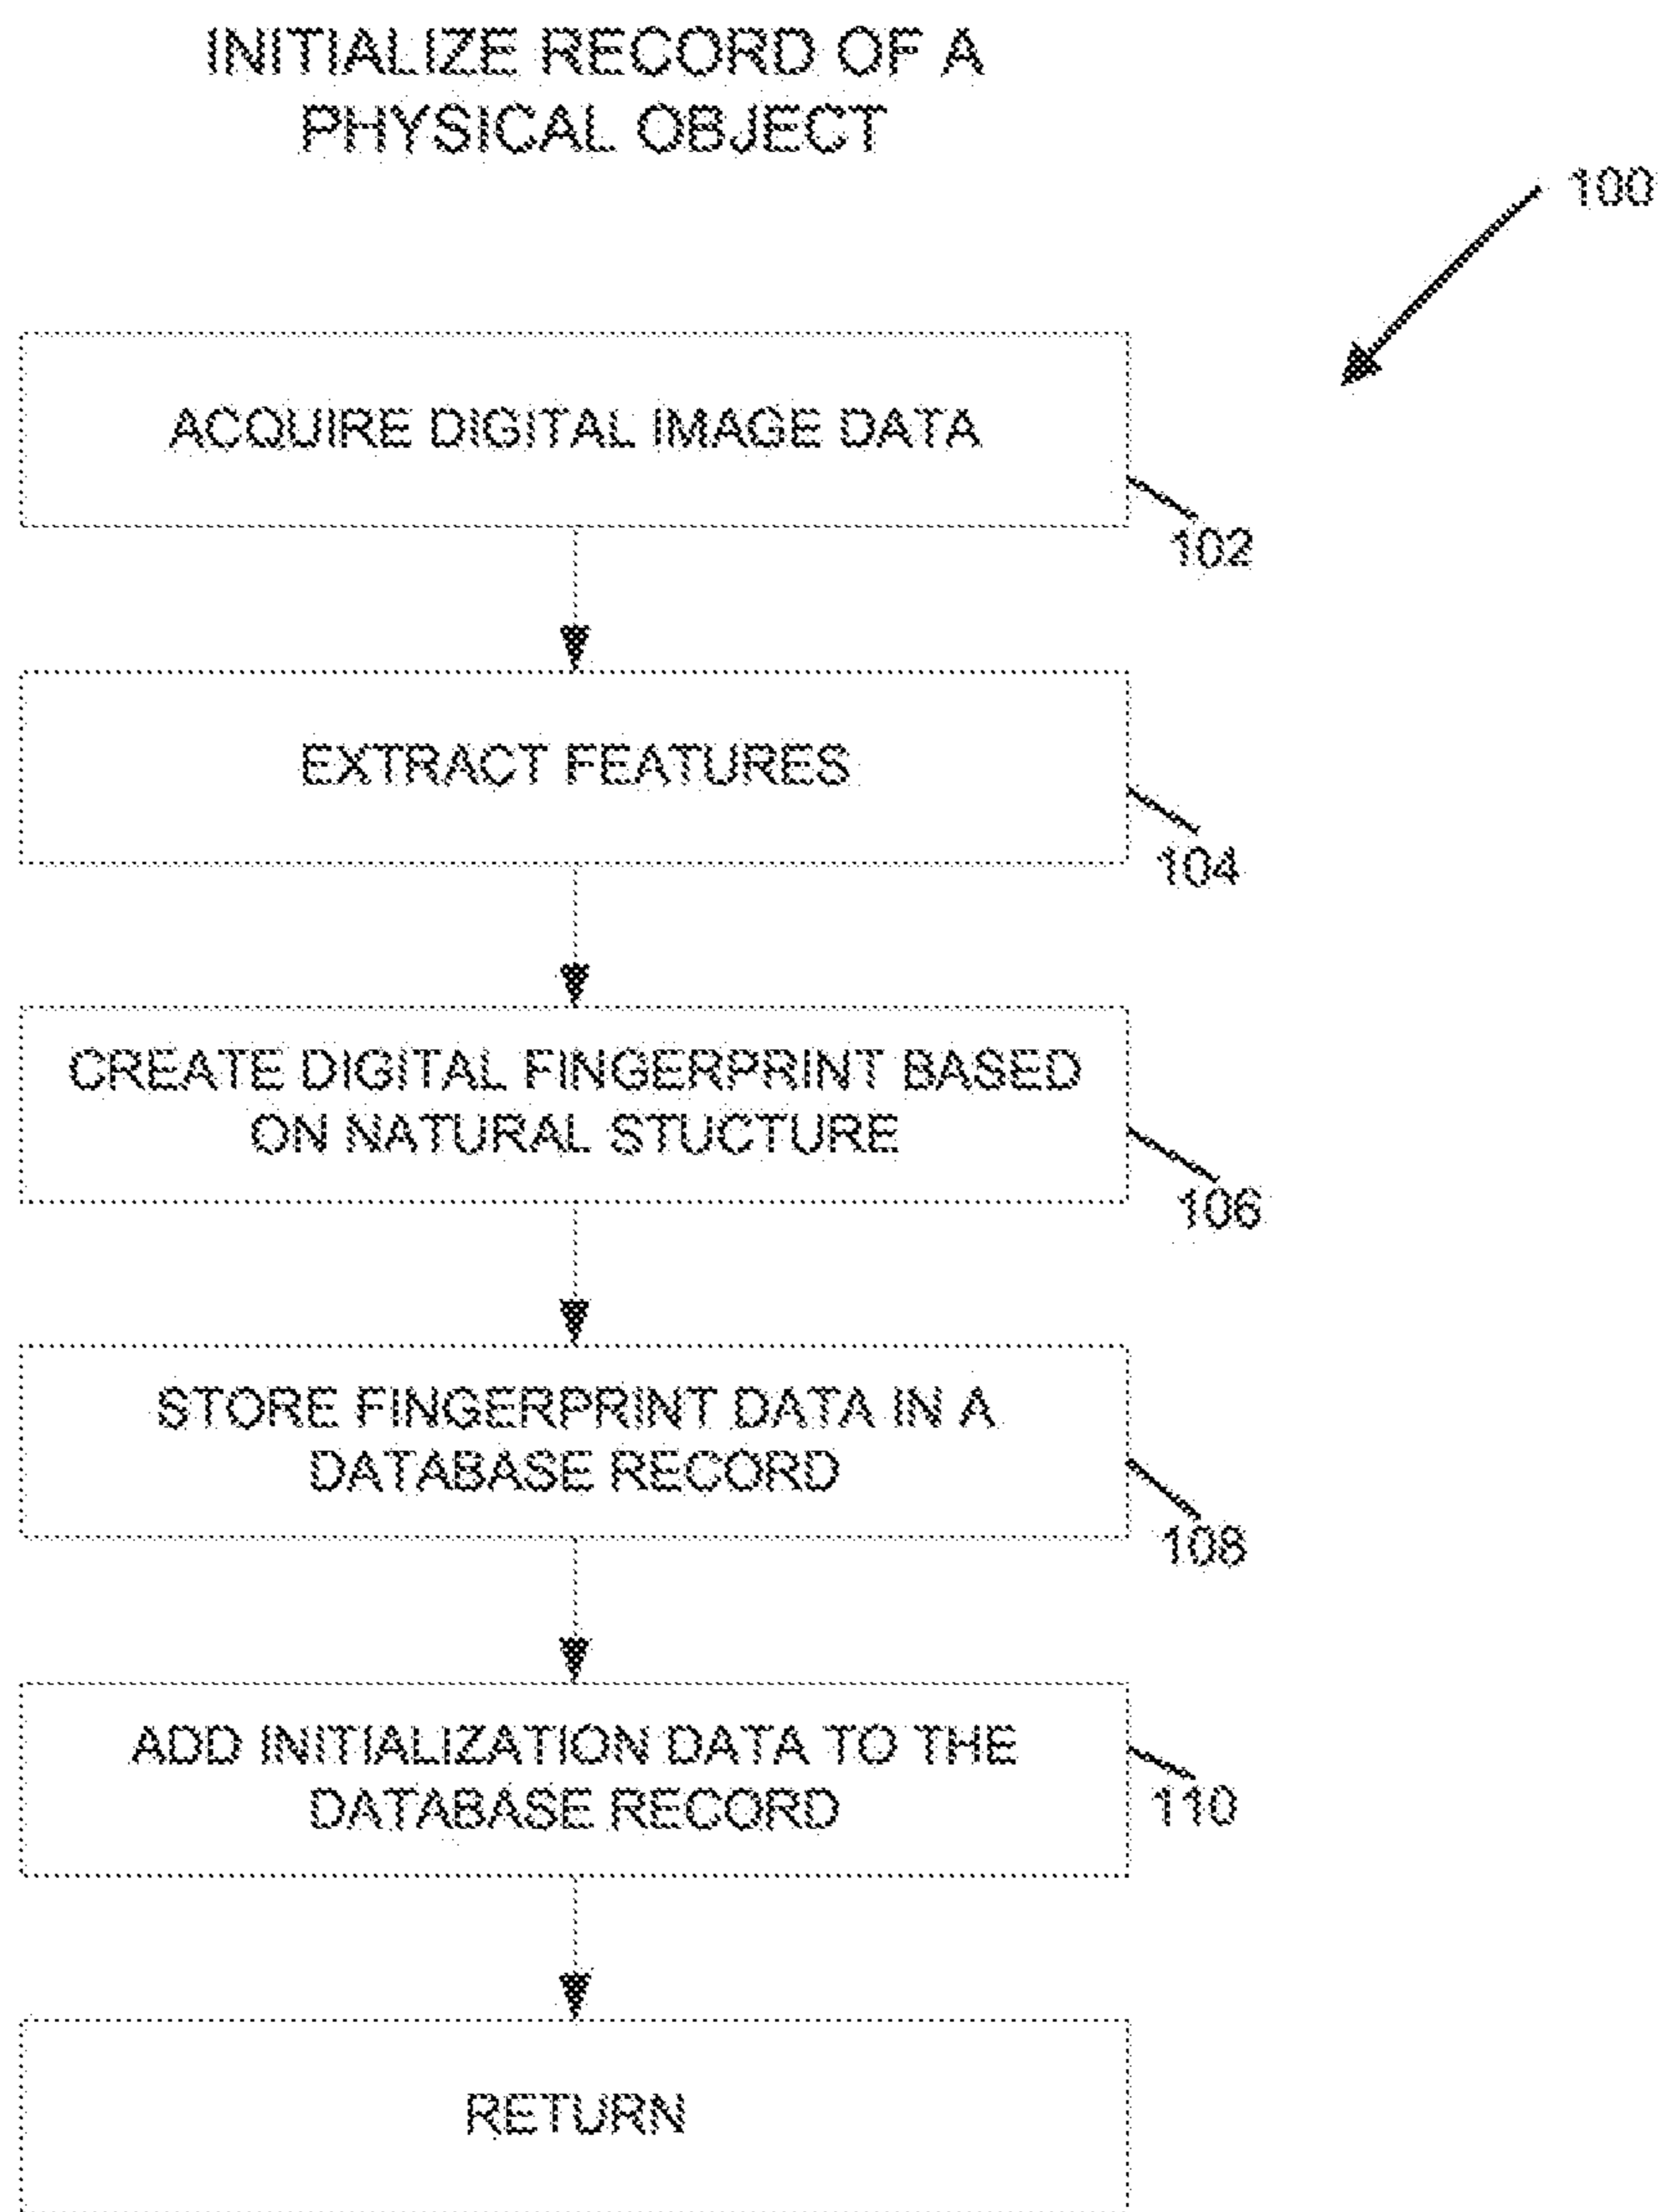 INITIALIZE RECORD OF A
PHYSICAL OBJECT
100
ACQUIRE DIGITAL IMAGE DATA
102
EXTRACT FEATURES
104
CREATE DIGITAL FINGERPRINT BASED
ON NATURAL STUCTURE
106
STORE FINGERPRINT DATA IN A
DATABASE RECORD
108
ADD INITIALIZATION DATA TO THE
DATABASE RECORD
110
RETURN